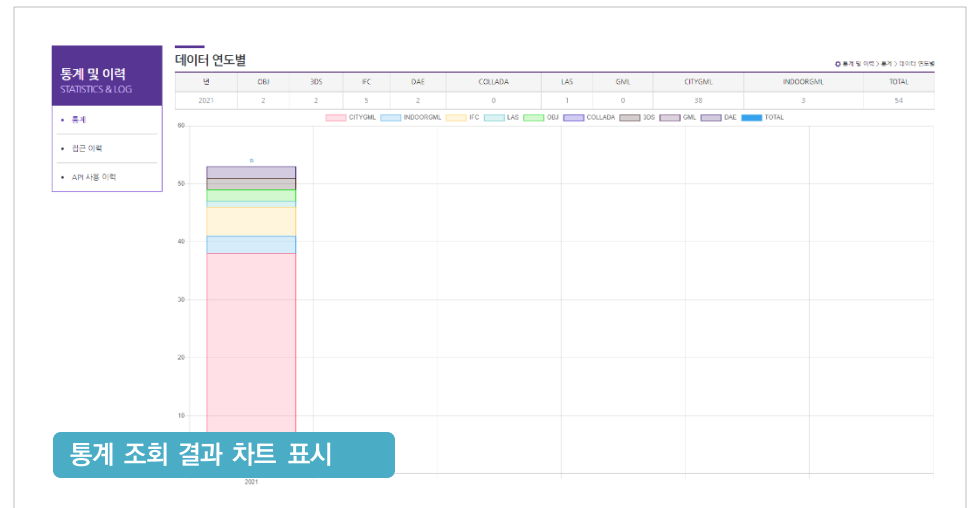 통계 및 이력
STATISTICS & LOG
• 통계
• 접근 이력
• API 사용 이력
데이터 연도별
통계 및 이력 > 통계 > 데이터 연도별
년 OBJ 3DS IFC DAE COLLADA LAS GML CITYGML INDOORGML TOTAL
2021 2 2 5 2 0 1 0 38 3 54
CITYGML INDOORGML IFC LAS OBJ COLLADA 3DS GML DAE TOTAL
60
50
40
30
20
10
2021
통계 조회 결과 차트 표시